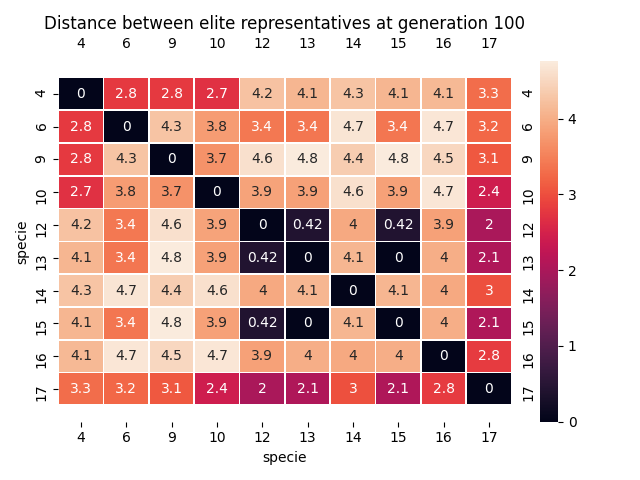 Distance between elite representatives at generation 100
4 6 9 10 12 13 14 15 16 17
4 0 2.8 2.8 2.7 4.2 4.1 4.3 4.1 4.1 3.3 4
6 2.8 0 4.3 3.8 3.4 3.4 4.7 3.4 4.7 3.2 6
9 2.8 4.3 0 3.7 4.6 4.8 4.4 4.8 4.5 3.1 9
10 2.7 3.8 3.7 0 3.9 3.9 4.6 3.9 4.7 2.4 10
12 4.2 3.4 4.6 3.9 0 0.42 4 0.42 3.9 2 12
13 4.1 3.4 4.8 3.9 0.42 0 4.1 0 4 2.1 13
14 4.3 4.7 4.4 4.6 4 4.1 0 4.1 4 3 14
15 4.1 3.4 4.8 3.9 0.42 0 4.1 0 4 2.1 15
16 4.1 4.7 4.5 4.7 3.9 4 4 4 0 2.8 16
17 3.3 3.2 3.1 2.4 2 2.1 3 2.1 2.8 0 17
4 6 9 10 12 13 14 15 16 17
specie
specie
4
3
2
1
0